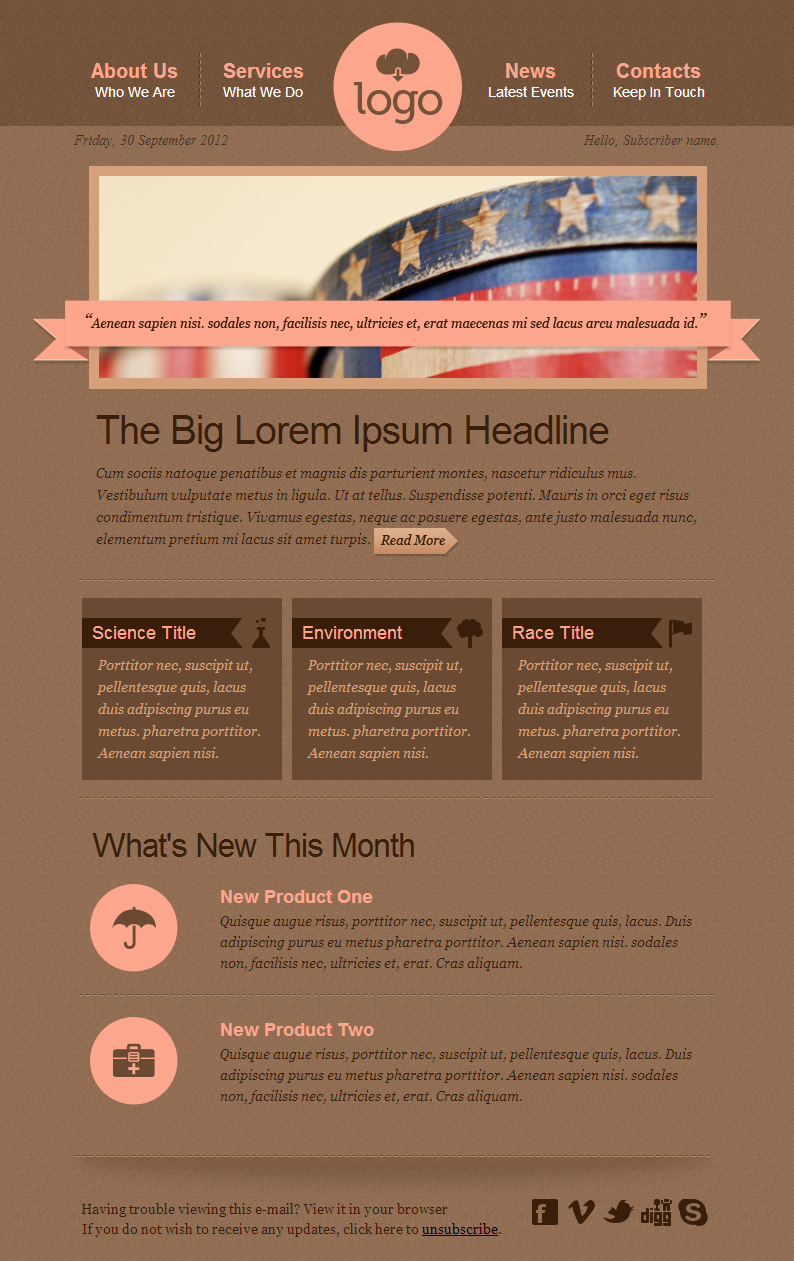 About Us
Who We Are
Services
What We Do
logo
News
Latest Events
Contacts
Keep In Touch
Friday, 30 September 2012
Hello, Subscriber name.
“Aenean sapien nisi. sodales non, facilisis nec, ultricies et, erat maecenas mi sed lacus arcu malesuada id.”
The Big Lorem Ipsum Headline
Cum sociis natoque penatibus et magnis dis parturient montes, nascetur ridiculus mus.
Vestibulum vulputate metus in ligula. Ut at tellus. Suspendisse potenti. Mauris in orci eget risus
condimentum tristique. Vivamus egestas, neque ac posuere egestas, ante justo malesuada nunc,
elementum pretium mi lacus sit amet turpis. Read More
Science Title
Porttitor nec, suscipit ut,
pellentesque quis, lacus
duis adipiscing purus eu
metus. pharetra porttitor.
Aenean sapien nisi.
Environment
Porttitor nec, suscipit ut,
pellentesque quis, lacus
duis adipiscing purus eu
metus. pharetra porttitor.
Aenean sapien nisi.
Race Title
Porttitor nec, suscipit ut,
pellentesque quis, lacus
duis adipiscing purus eu
metus. pharetra porttitor.
Aenean sapien nisi.
What's New This Month
New Product One
Quisque augue risus, porttitor nec, suscipit ut, pellentesque quis, lacus. Duis
adipiscing purus eu metus pharetra porttitor. Aenean sapien nisi. sodales
non, facilisis nec, ultricies et, erat. Cras aliquam.
New Product Two
Quisque augue risus, porttitor nec, suscipit ut, pellentesque quis, lacus. Duis
adipiscing purus eu metus pharetra porttitor. Aenean sapien nisi. sodales
non, facilisis nec, ultricies et, erat. Cras aliquam.
Having trouble viewing this e-mail? View it in your browser
If you do not wish to receive any updates, click here to unsubscribe.
f
v
digg
S